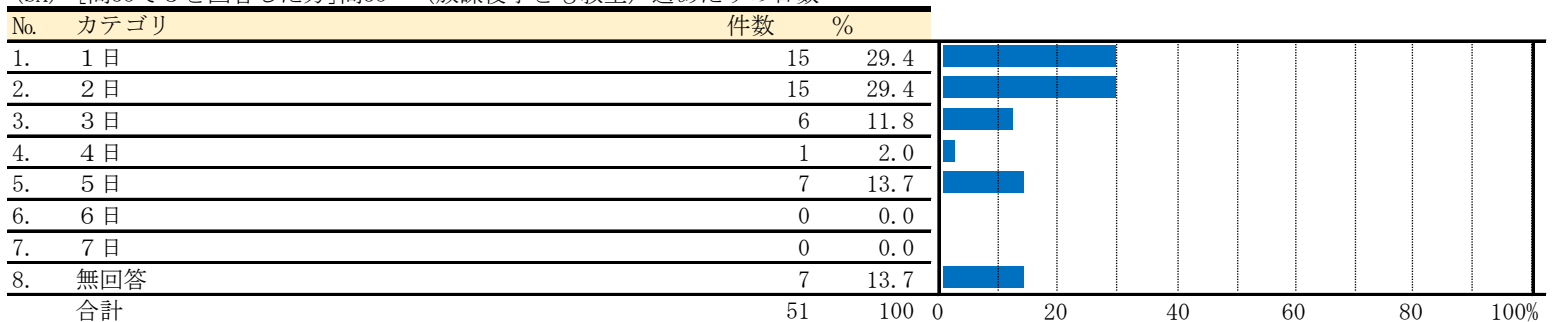 No. カテゴリ 件数 %
1. 1日 15 29.4
2. 2日 15 29.4
3. 3日 6 11.8
4. 4日 1 2.0
5. 5日 7 13.7
6. 6日 0 0.0
7. 7日 0 0.0
8. 無回答 7 13.7
合計 51 100 0 20 40 60 80 100%